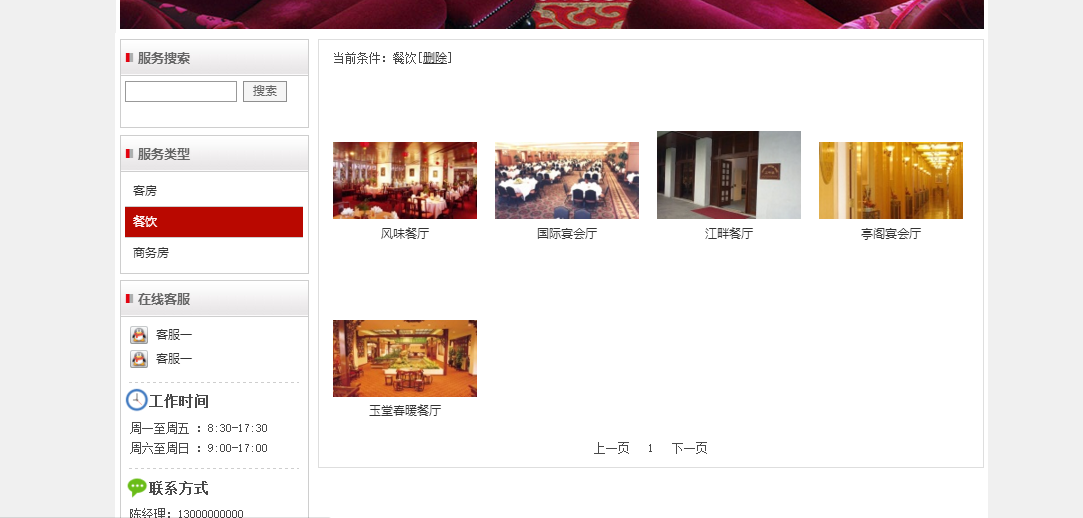 服务搜索
搜索
服务类型
客房
餐饮
商务房
在线客服
客服一
客服一
工作时间
周一至周五 ：8:30-17:30
周六至周日 ：9:00-17:00
联系方式
陈经理：13000000000
当前条件：餐饮[删除]
风味餐厅
国际宴会厅
江畔餐厅
亭阁宴会厅
玉堂春暖餐厅
上一页 1 下一页